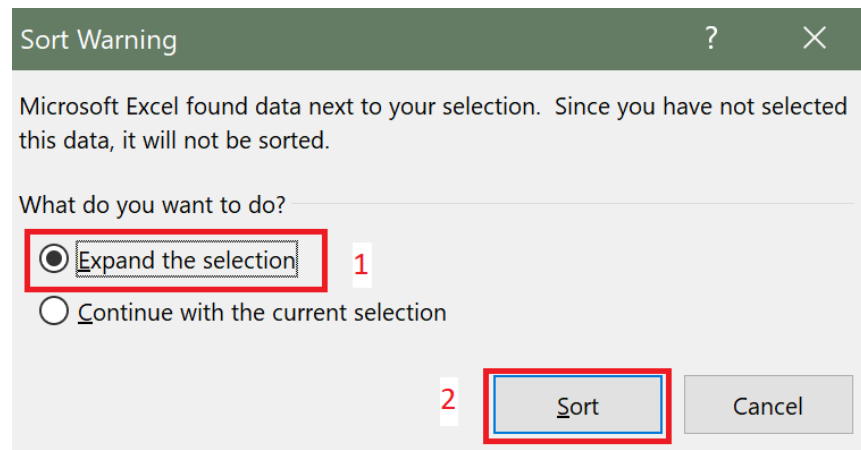 Sort Warning ? ×
Microsoft Excel found data next to your selection.  Since you have not selected
this data, it will not be sorted.
What do you want to do?
Expand the selection 1
Continue with the current selection
2 Sort Cancel